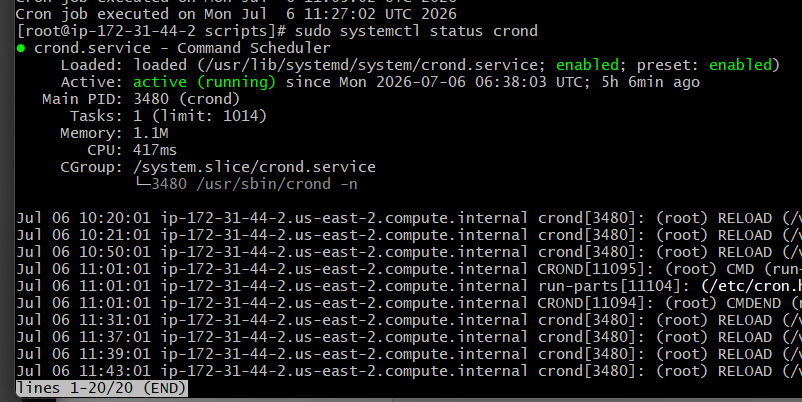 Cron job executed on Mon Jul  6 11:27:02 UTC 2026
[root@ip-172-31-44-2 scripts]# sudo systemctl status crond
● crond.service - Command Scheduler
     Loaded: loaded (/usr/lib/systemd/system/crond.service; enabled; preset: enabled)
     Active: active (running) since Mon 2026-07-06 06:38:03 UTC; 5h 6min ago
   Main PID: 3480 (crond)
      Tasks: 1 (limit: 1014)
     Memory: 1.1M
        CPU: 417ms
     CGroup: /system.slice/crond.service
             └─3480 /usr/sbin/crond -n
Jul 06 10:20:01 ip-172-31-44-2.us-east-2.compute.internal crond[3480]: (root) RELOAD (/v
Jul 06 10:21:01 ip-172-31-44-2.us-east-2.compute.internal crond[3480]: (root) RELOAD (/v
Jul 06 10:50:01 ip-172-31-44-2.us-east-2.compute.internal crond[3480]: (root) RELOAD (/v
Jul 06 11:01:01 ip-172-31-44-2.us-east-2.compute.internal CROND[11095]: (root) CMD (run-
Jul 06 11:01:01 ip-172-31-44-2.us-east-2.compute.internal run-parts[11104]: (/etc/cron.h
Jul 06 11:01:01 ip-172-31-44-2.us-east-2.compute.internal CROND[11094]: (root) CMDEND (r
Jul 06 11:31:01 ip-172-31-44-2.us-east-2.compute.internal crond[3480]: (root) RELOAD (/v
Jul 06 11:37:01 ip-172-31-44-2.us-east-2.compute.internal crond[3480]: (root) RELOAD (/v
Jul 06 11:39:01 ip-172-31-44-2.us-east-2.compute.internal crond[3480]: (root) RELOAD (/v
Jul 06 11:43:01 ip-172-31-44-2.us-east-2.compute.internal crond[3480]: (root) RELOAD (/v
lines 1-20/20 (END)